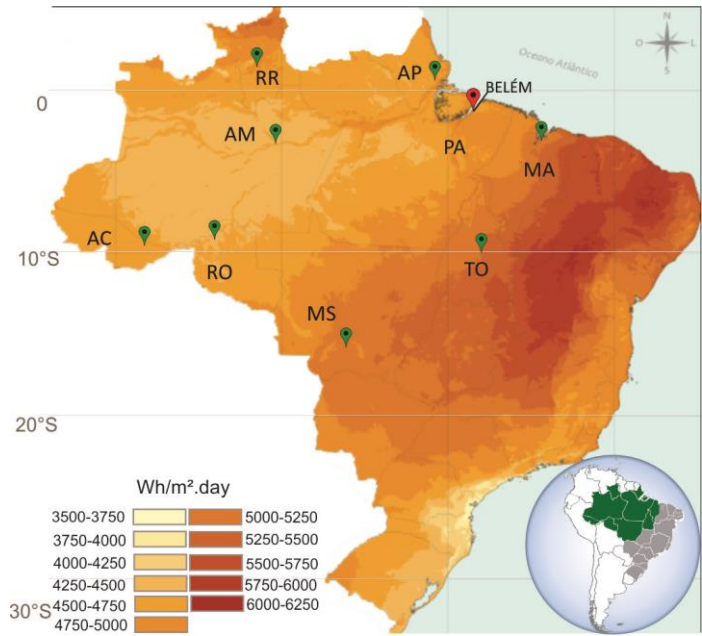 N
O
L
S
Oceano Atlântico
RR
AP
BELÉM
0
AM
PA
MA
AC
RO
TO
10°S
MS
20°S
Wh/m².day
3500-3750 5000-5250
3750-4000 5250-5500
4000-4250 5500-5750
4250-4500 5750-6000
4500-4750 6000-6250
4750-5000
30°S